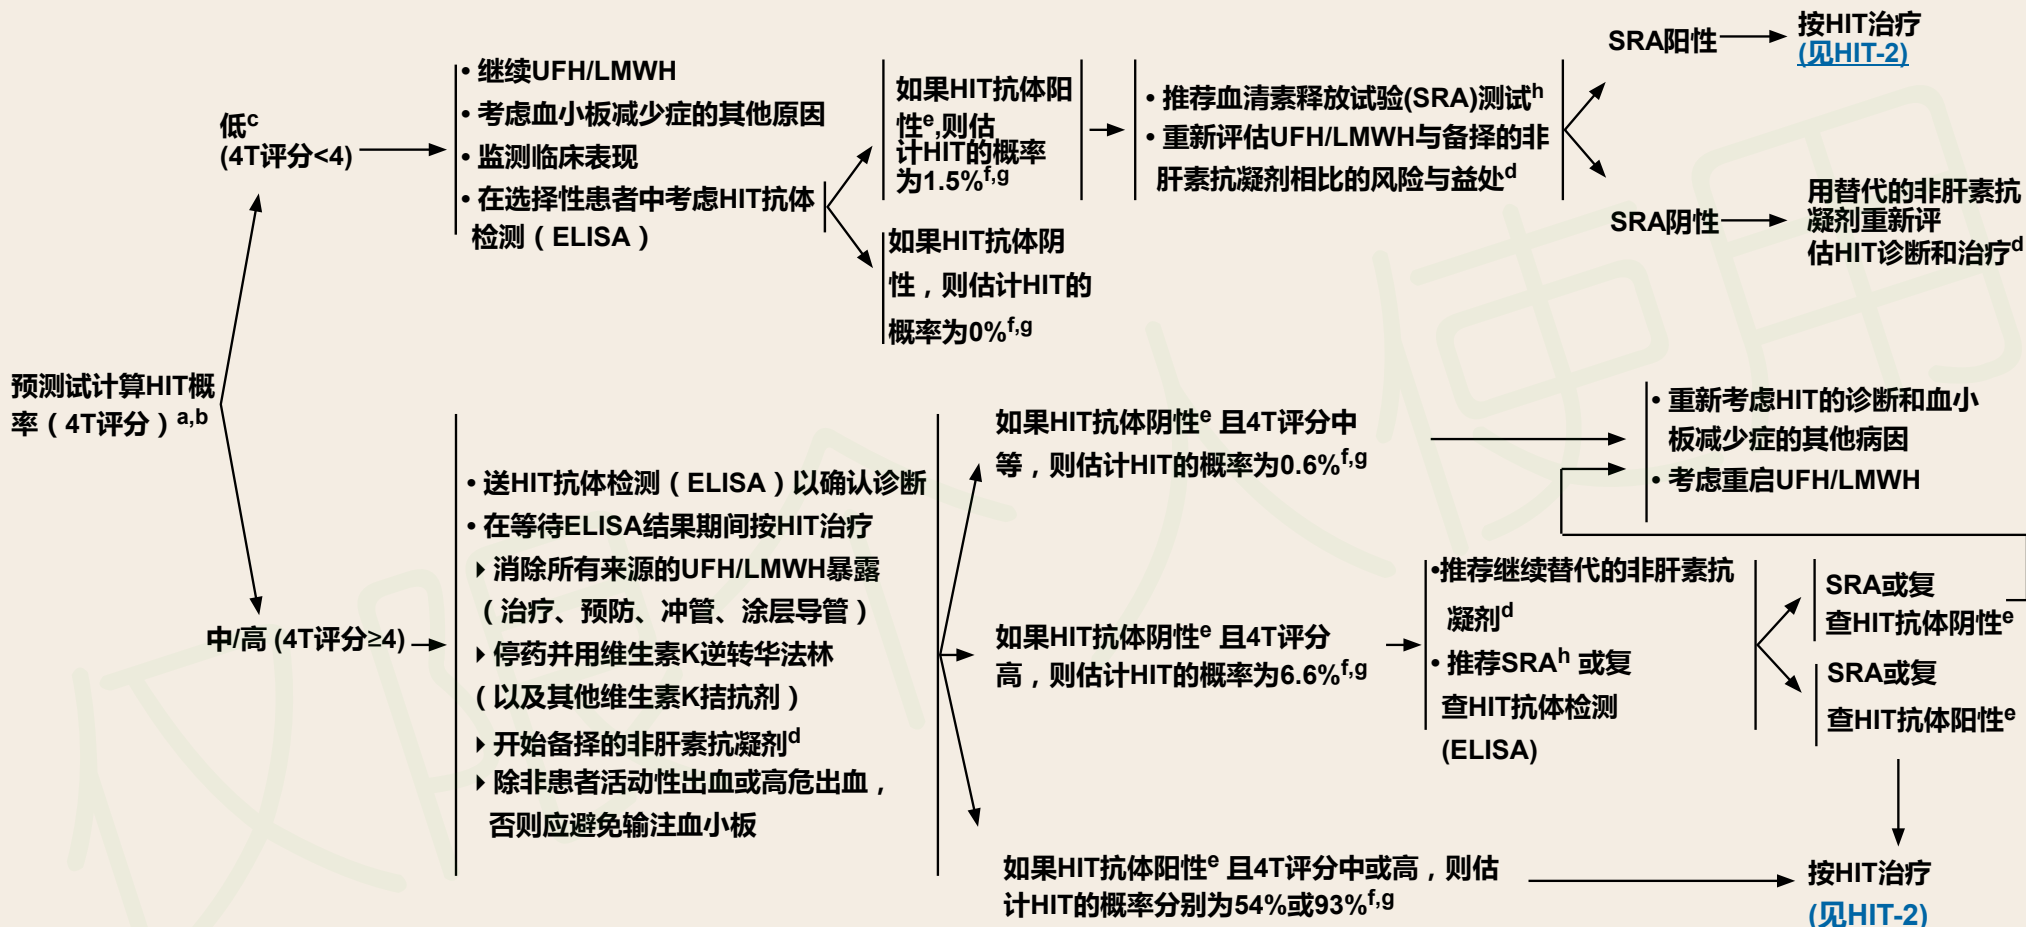 预测试计算HIT概
率（4T评分）a,b
低c
(4T评分<4)
• 继续UFH/LMWH
• 考虑血小板减少症的其他原因
• 监测临床表现
• 在选择性患者中考虑HIT抗体
检测（ELISA）
如果HIT抗体阳
性e,则估
计HIT的概率
为1.5%f,g
如果HIT抗体阴
性，则估计HIT的
概率为0%f,g
• 推荐血清素释放试验(SRA)测试h
• 重新评估UFH/LMWH与备择的非
肝素抗凝剂相比的风险与益处d
SRA阳性
按HIT治疗
(见HIT-2)
SRA阴性
用替代的非肝素抗
凝剂重新评
估HIT诊断和治疗d
中/高 (4T评分≥4)
• 送HIT抗体检测（ELISA）以确认诊断
• 在等待ELISA结果期间按HIT治疗
消除所有来源的UFH/LMWH暴露
（治疗、预防、冲管、涂层导管）
停药并用维生素K逆转华法林
（以及其他维生素K拮抗剂）
开始备择的非肝素抗凝剂d
除非患者活动性出血或高危出血，
否则应避免输注血小板
如果HIT抗体阴性e 且4T评分中
等，则估计HIT的概率为0.6%f,g
• 重新考虑HIT的诊断和血小
板减少症的其他病因
• 考虑重启UFH/LMWH
如果HIT抗体阴性e 且4T评分
高，则估计HIT的概率为6.6%f,g
•推荐继续替代的非肝素抗
凝剂d
• 推荐SRAh 或复
查HIT抗体检测
(ELISA)
SRA或复
查HIT抗体阴性e
SRA或复
查HIT抗体阳性e
如果HIT抗体阳性e 且4T评分中或高，则估
计HIT的概率分别为54%或93%f,g
按HIT治疗
(见HIT-2)
仅限个人使用